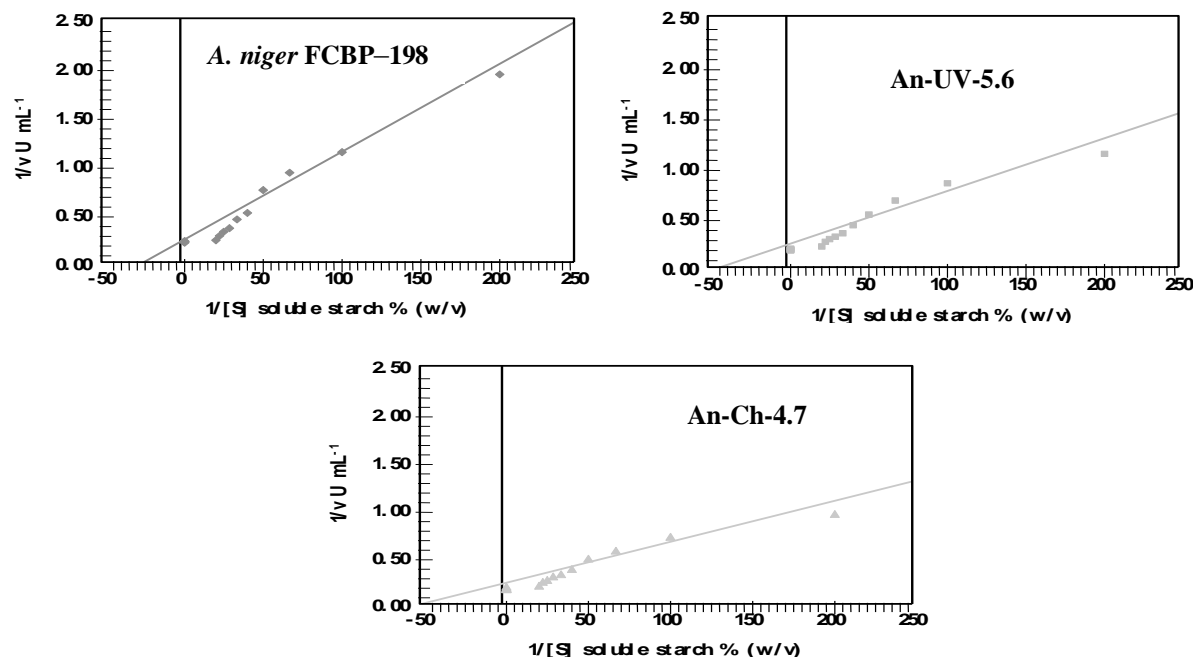 2.50
2.00
1.50
1.00
0.50
0.00
1/v U mL-1
A. niger FCBP–198
-50 0 50 100 150 200 250
1/[S] soluble starch % (w/v)
2.50
2.00
1.50
1.00
0.50
0.00
1/v U mL-1
An-UV-5.6
-50 0 50 100 150 200 250
1/[S] soluble starch % (w/v)
2.50
2.00
1.50
1.00
0.50
0.00
1/v U mL-1
An-Ch-4.7
-50 0 50 100 150 200 250
1/[S] soluble starch % (w/v)